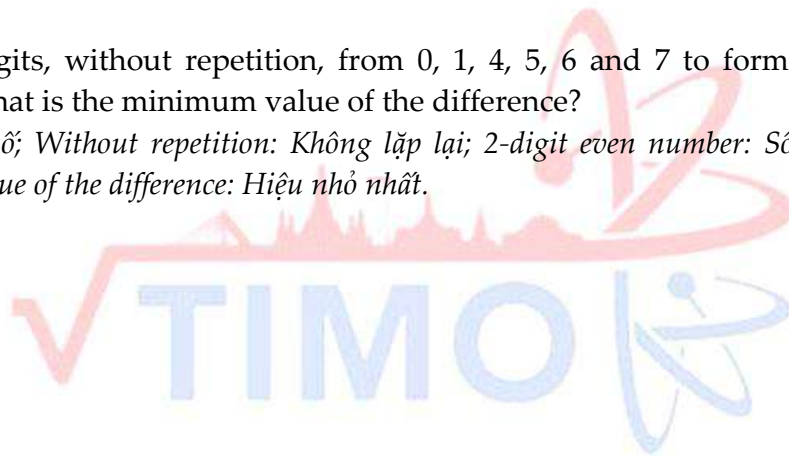 gits, without repetition, from 0, 1, 4, 5, 6 and 7 to form
hat is the minimum value of the difference?
ố; Without repetition: Không lặp lại; 2-digit even number: Số
ue of the difference: Hiệu nhỏ nhất.
TIMO